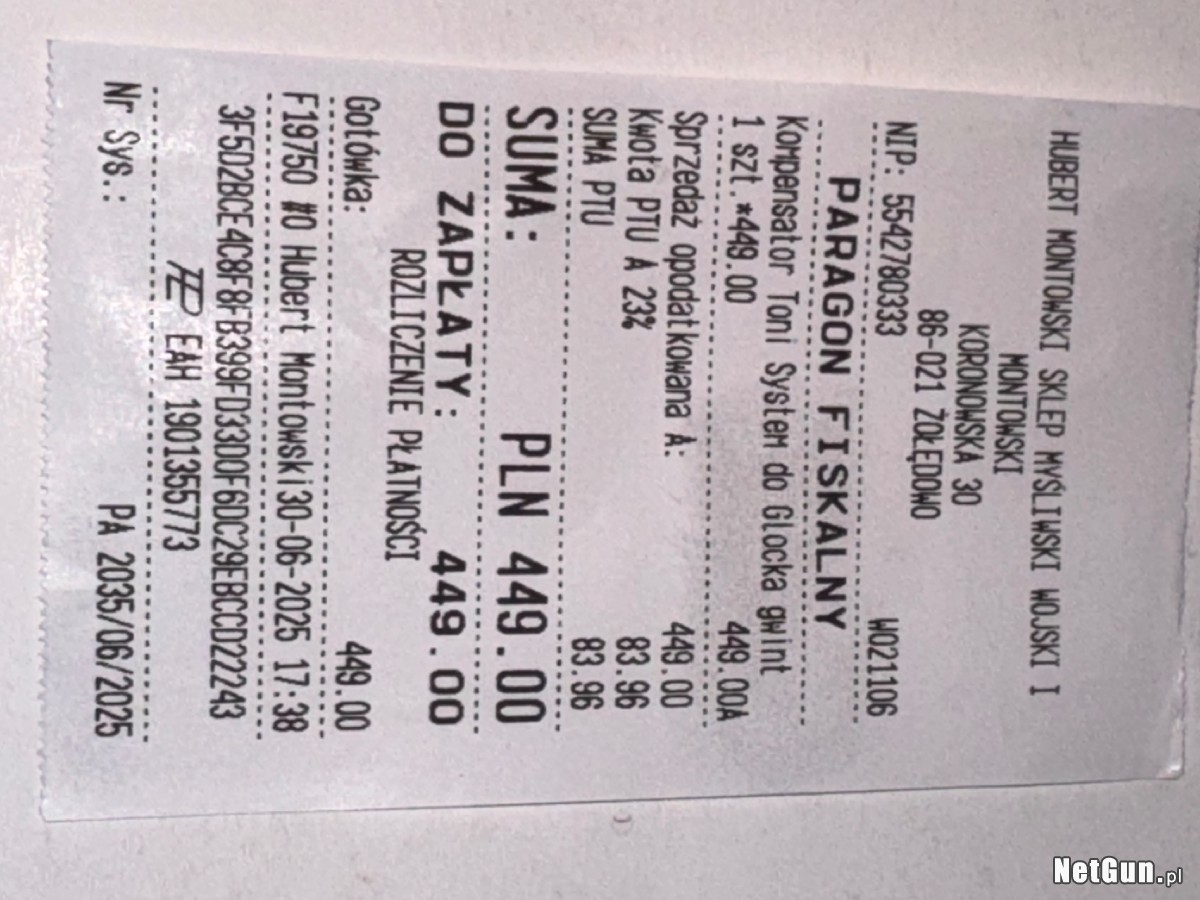 HUBERT MONTOWSKI SKLEP MYŚLIWSKI WOJSKI I
MONTOWSKI
KORONOWSKA 30
86-021 ŻOŁĘDOWO
NIP: 5542780333 W021106
PARAGON FISKALNY
Kompensator Toni System do Glocka gwint
1 szt.*449.00 449.00A
Sprzedaż opodatkowana A: 449.00
Kwota PTU A 23% 83.96
SUMA PTU 83.96
SUMA: PLN 449.00
DO ZAPŁATY: 449.00
ROZLICZENIE PŁATNOŚCI
Gotówka: 449.00
F19750 #0 Hubert Montowski30-06-2025 17:38
3F5D2BCE4C8F8FB399FD33D0F6DC29EBCCD22243
EAH 1901355773
Nr Sys.: PA 2035/06/2025
NetGun.pl